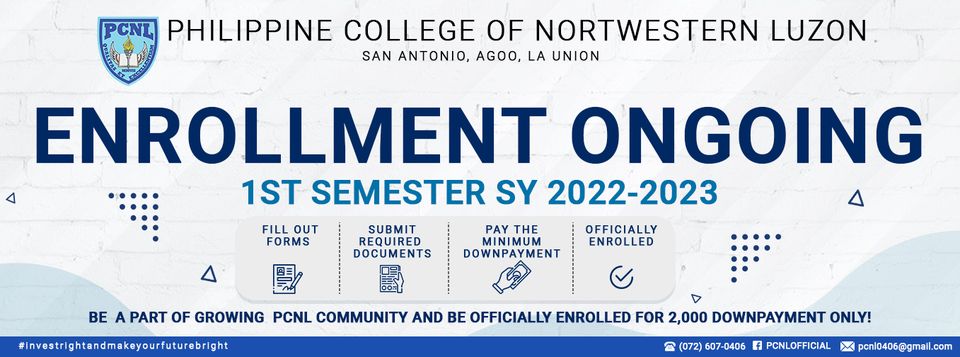 PCNL
PHILIPPINE COLLEGE OF NORTWESTERN LUZON
SAN ANTONIO, AGOO, LA UNION
ENROLLMENT ONGOING
1ST SEMESTER SY 2022-2023
FILL OUT
FORMS
SUBMIT
REQUIRED
DOCUMENTS
PAY THE
MINIMUM
DOWNPAYMENT
OFFICIALLY
ENROLLED
BE A PART OF GROWING PCNL COMMUNITY AND BE OFFICIALLY ENROLLED FOR 2,000 DOWNPAYMENT ONLY!
#investrightandmakeyourfuturebright
(072) 607-0406 PCNLOFFICIAL pcnl0406@gmail.com